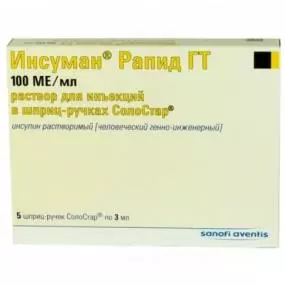 Инсуман® Рапид ГТ
100 МЕ/мл
раствор для инъекций
в шприц-ручках СолоСтар®
инсулин растворимый [человеческий генно-инженерный]
5 шприц-ручек СолоСтар® по 3 мл
sanofi aventis